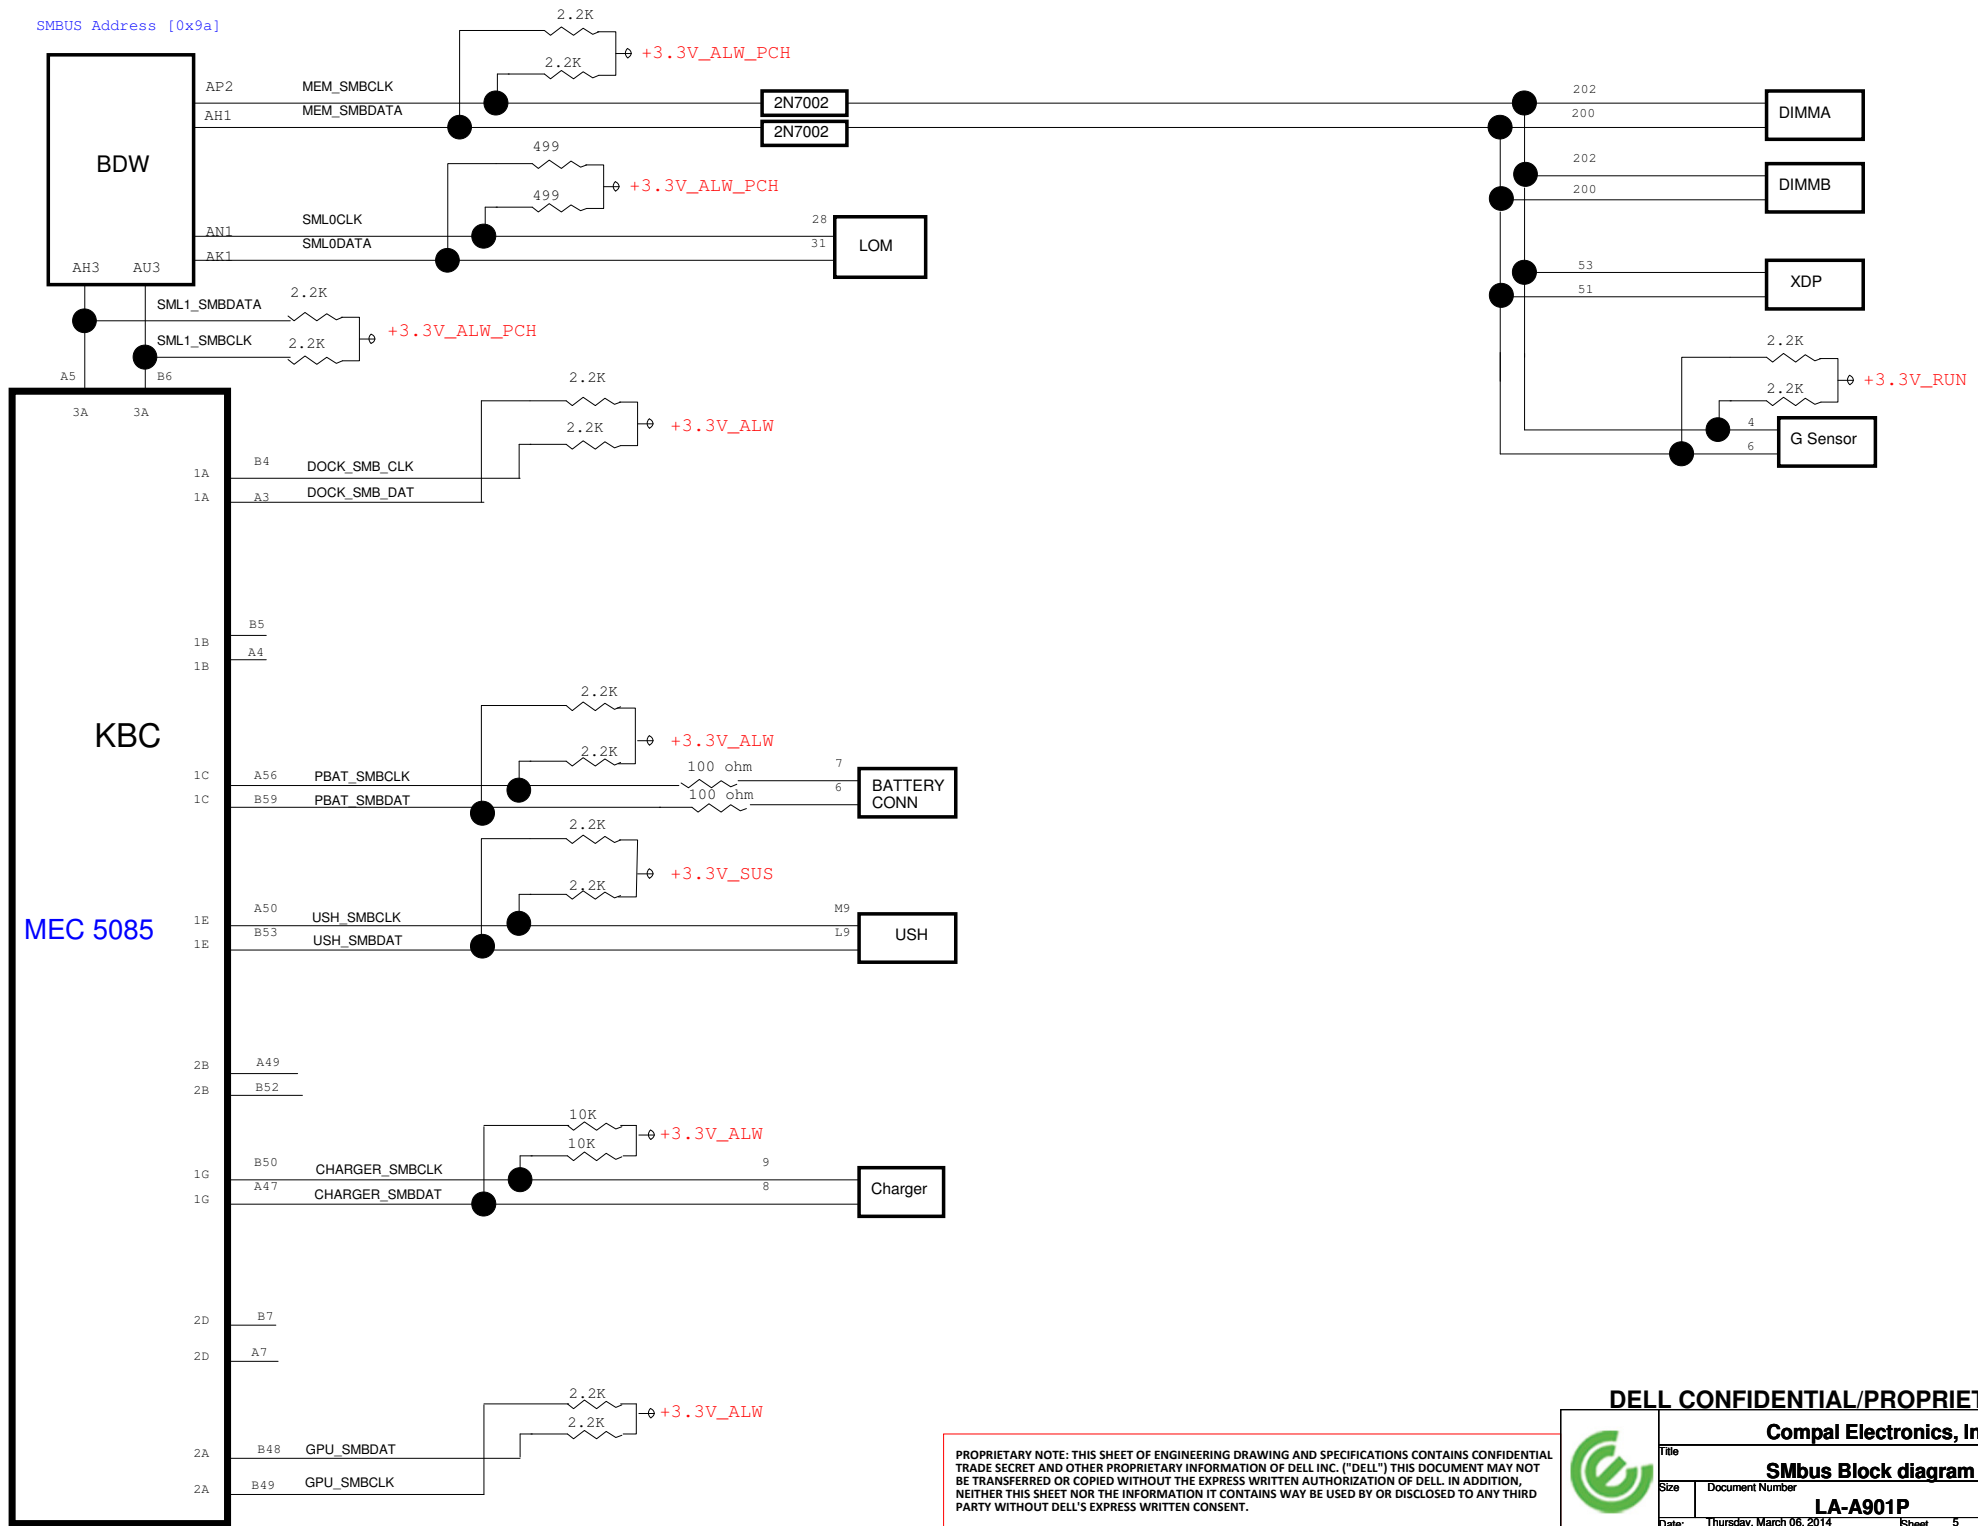 SMBUS Address [0x9a]
2.2K
+3.3V_ALW_PCH
2.2K
AP2
MEM_SMBCLK
AH1
MEM_SMBDATA
2N7002
2N7002
202
200
DIMMA
BDW
499
+3.3V_ALW_PCH
499
202
200
DIMMB
AN1
SML0CLK
28
AK1
SML0DATA
31
LOM
AH3
AU3
53
51
XDP
SML1_SMBDATA
2.2K
+3.3V_ALW_PCH
SML1_SMBCLK
2.2K
2.2K
+3.3V_RUN
2.2K
4
6
G Sensor
A5
B6
3A
3A
2.2K
+3.3V_ALW
2.2K
1A
B4
DOCK_SMB_CLK
1A
A3
DOCK_SMB_DAT
1B
B5
1B
A4
KBC
2.2K
+3.3V_ALW
2.2K
1C
A56
PBAT_SMBCLK
100 ohm
7
1C
B59
PBAT_SMBDAT
100 ohm
6
BATTERY
CONN
2.2K
+3.3V_SUS
2.2K
MEC 5085
1E
A50
USH_SMBCLK
M9
1E
B53
USH_SMBDAT
L9
USH
2B
A49
2B
B52
10K
+3.3V_ALW
10K
1G
B50
CHARGER_SMBCLK
9
1G
A47
CHARGER_SMBDAT
8
Charger
2D
B7
2D
A7
2.2K
+3.3V_ALW
2.2K
2A
B48
GPU_SMBDAT
2A
B49
GPU_SMBCLK
PROPRIETARY NOTE: THIS SHEET OF ENGINEERING DRAWING AND SPECIFICATIONS CONTAINS CONFIDENTIAL
TRADE SECRET AND OTHER PROPRIETARY INFORMATION OF DELL INC. ("DELL") THIS DOCUMENT MAY NOT
BE TRANSFERRED OR COPIED WITHOUT THE EXPRESS WRITTEN AUTHORIZATION OF DELL. IN ADDITION,
NEITHER THIS SHEET NOR THE INFORMATION IT CONTAINS WAY BE USED BY OR DISCLOSED TO ANY THIRD
PARTY WITHOUT DELL'S EXPRESS WRITTEN CONSENT.
DELL CONFIDENTIAL/PROPRIET
Compal Electronics, In
Title
SMbus Block diagram
Size
Document Number
LA-A901P
Date:
Thursday, March 06, 2014
Sheet
5